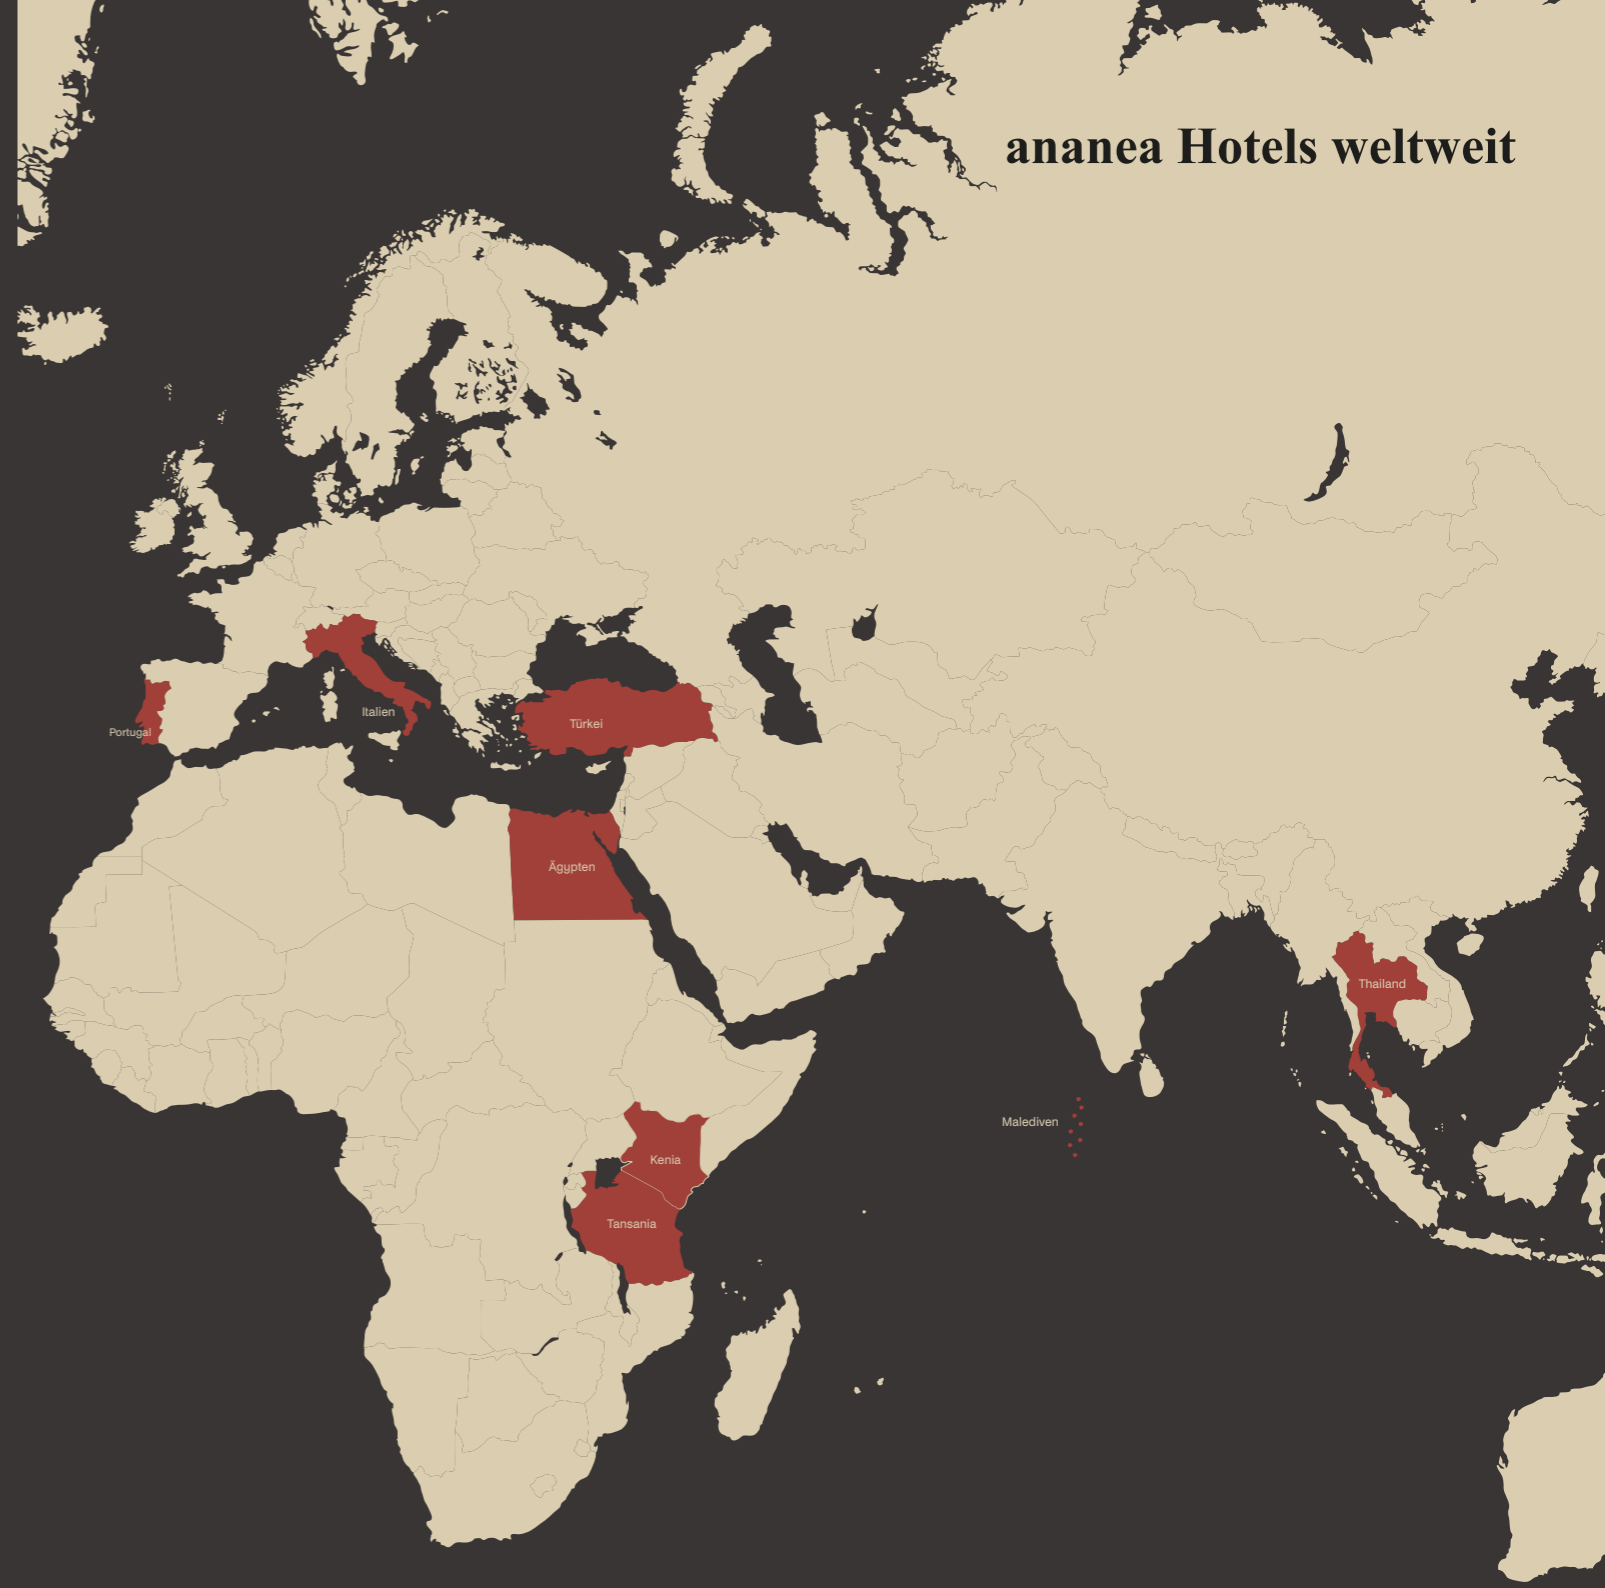 ananea Hotels weltweit
Italien
Türkei
Portugal
Ägypten
Thailand
Malediven
Kenia
Tansania